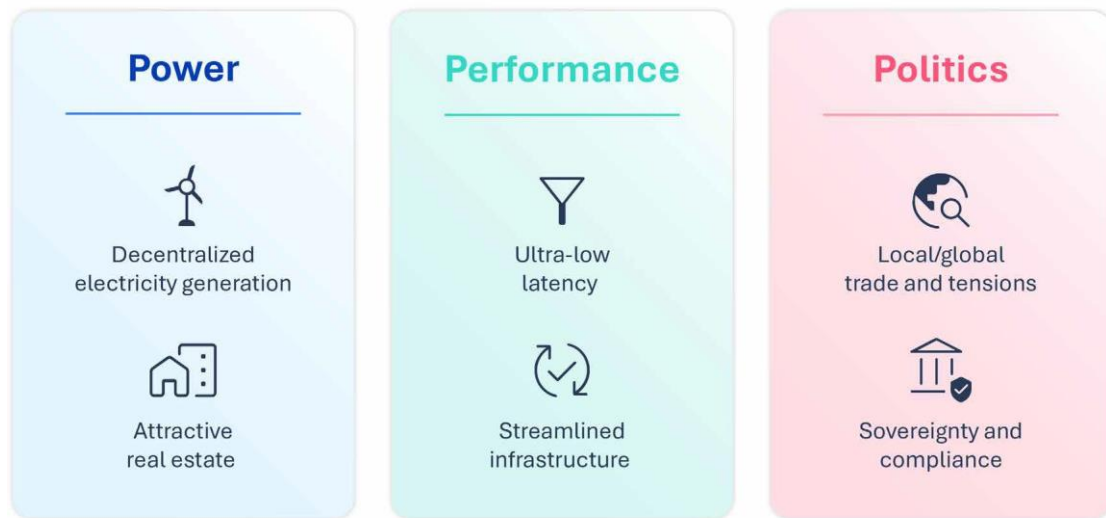 Power
Decentralized
electricity generation
Attractive
real estate
Performance
Ultra-low
latency
Streamlined
infrastructure
Politics
Local/global
trade and tensions
Sovereignty and
compliance